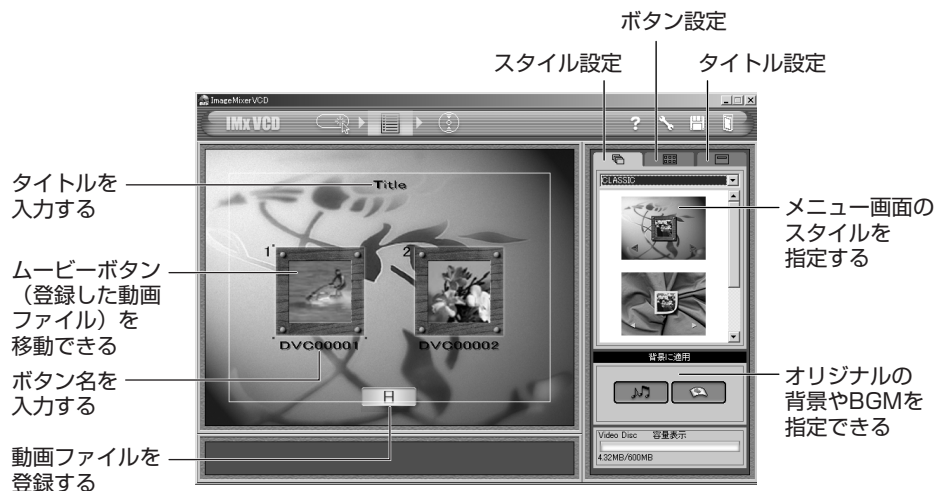 ボタン設定
スタイル設定
タイトル設定
ImageMixerVCD
IMx VCD
?
CLASSIC
Title
タイトルを
入力する
メニュー画面の
スタイルを
指定する
1
2
ムービーボタン
（登録した動画
ファイル）を
移動できる
DVC00001
DVC00002
背景に適用
ボタン名を
入力する
オリジナルの
背景やBGMを
指定できる
Video Disc 容量表示
4.32MB/600MB
動画ファイルを
登録する